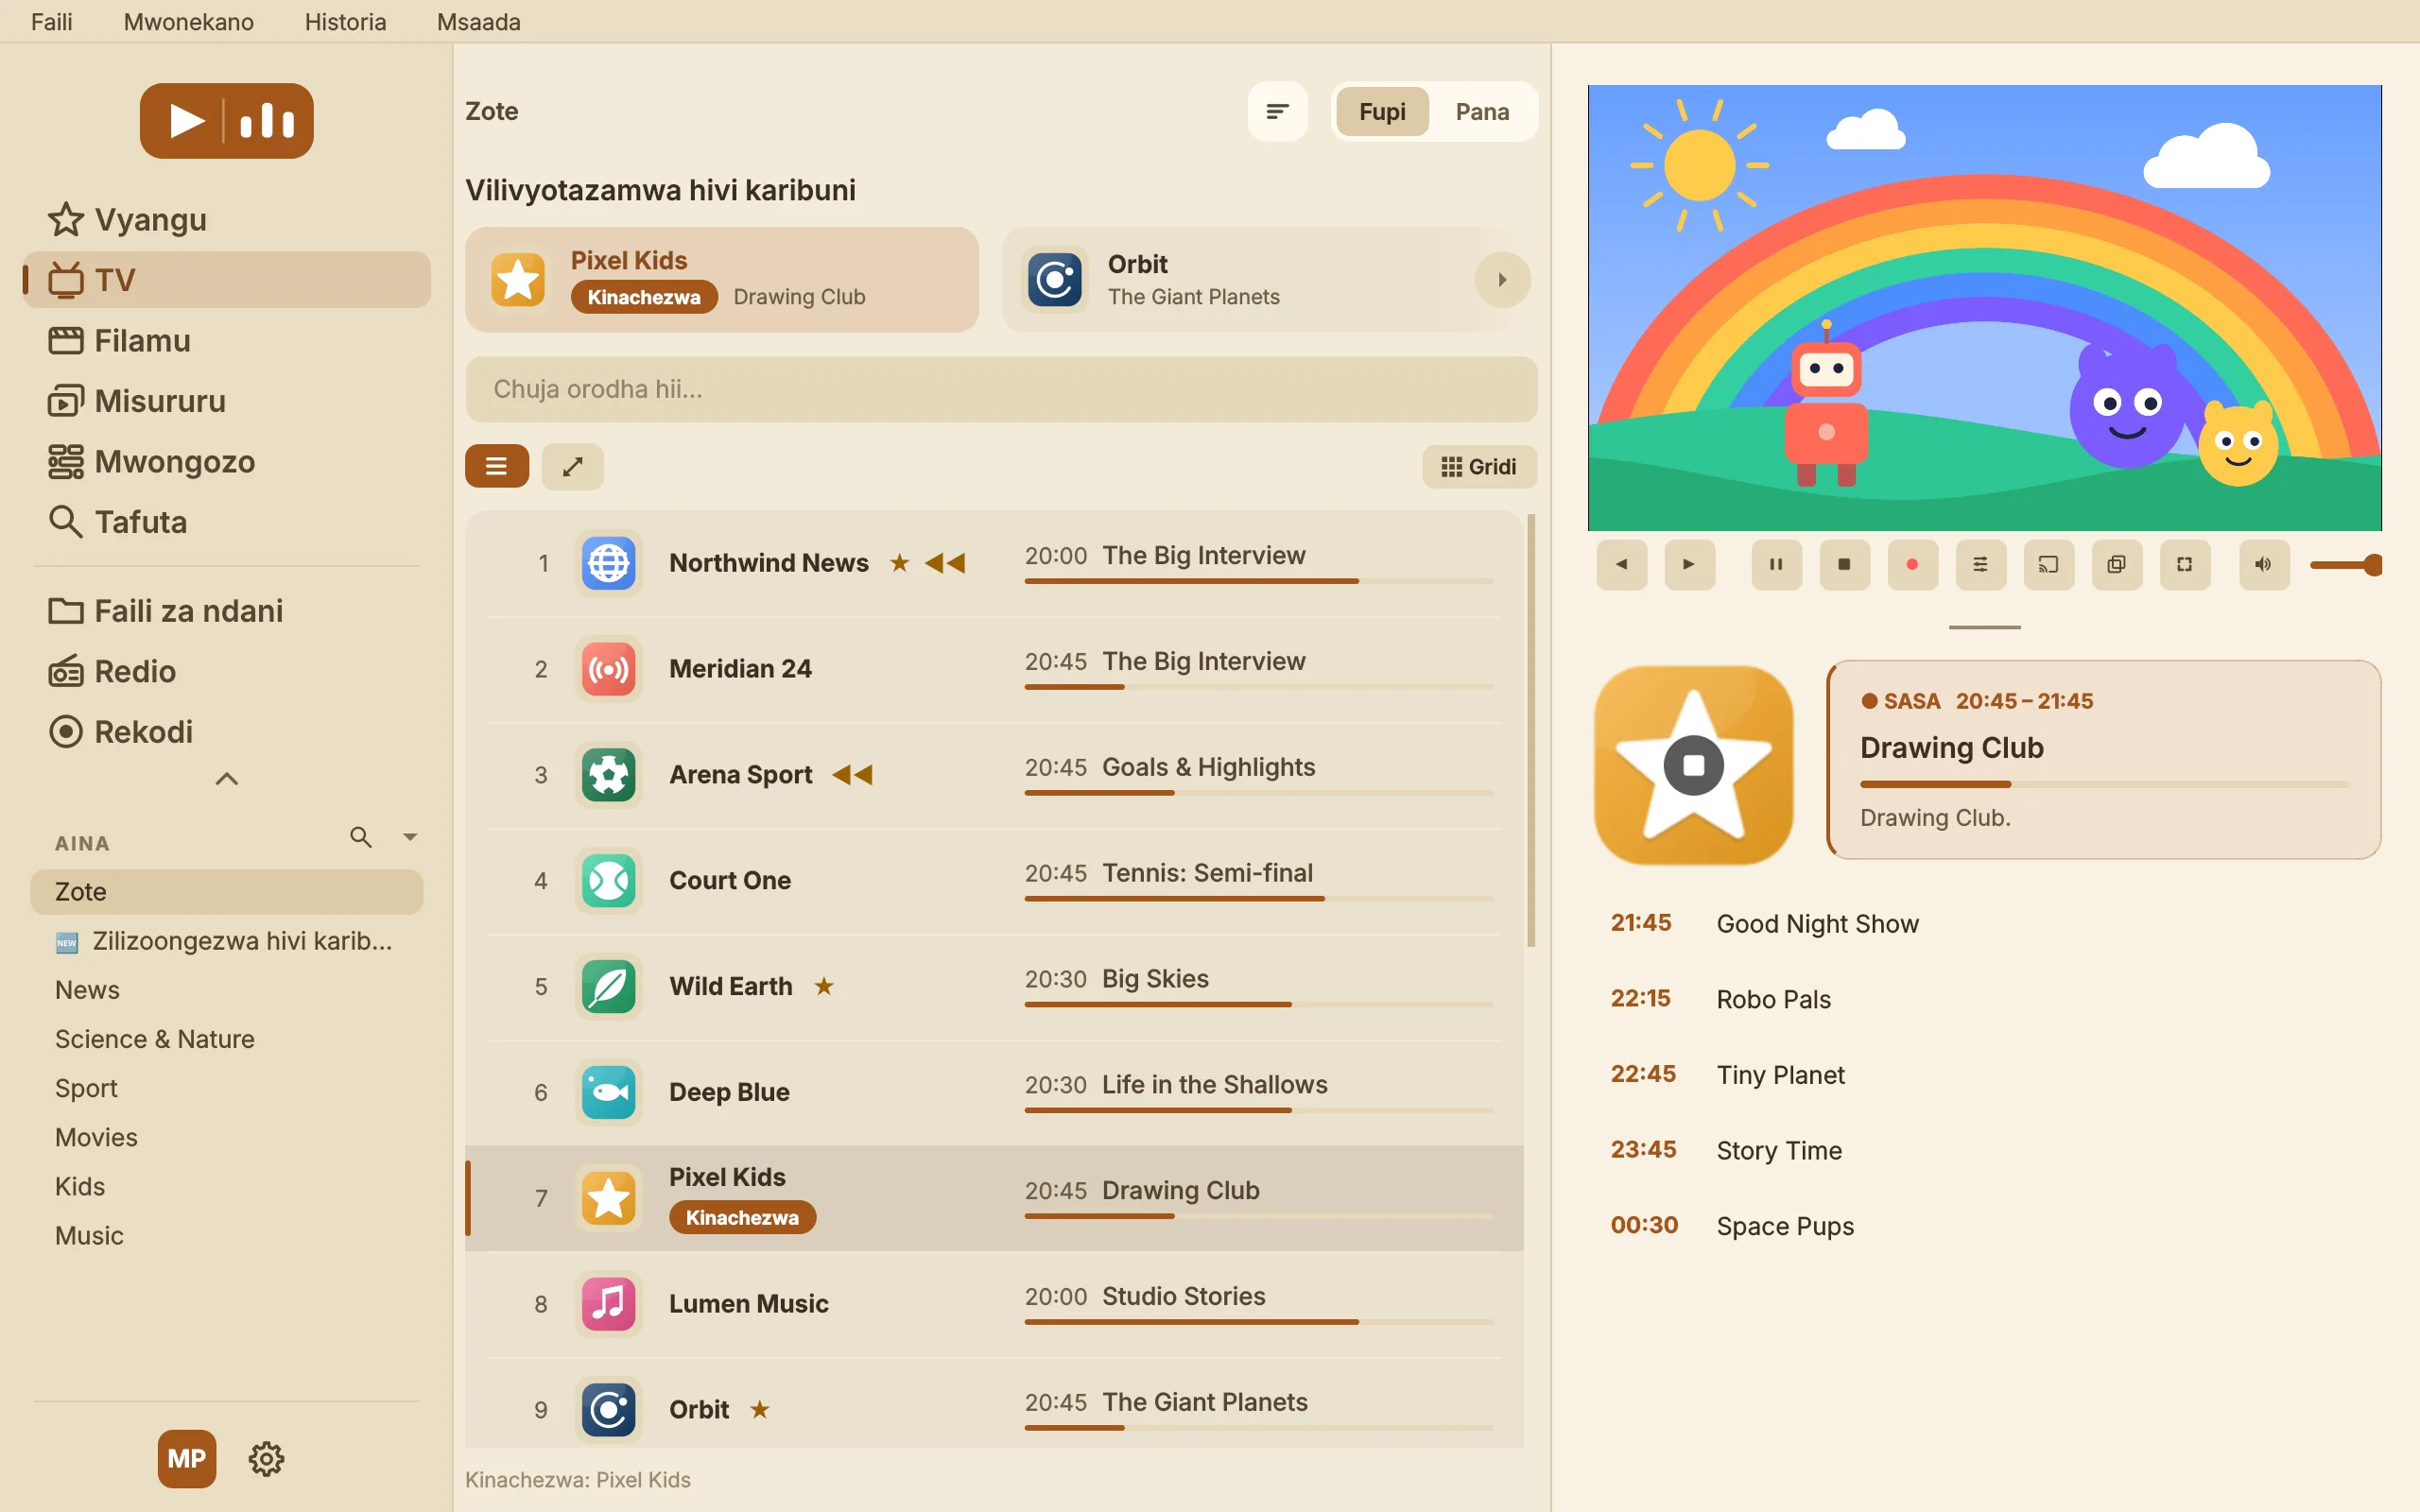 Faili Mwonekano Historia Msaada
Vyangu
TV
Filamu
Misururu
Mwongozo
Tafuta
Faili za ndani
Redio
Rekodi
AINA
Zote
NEW Zilizoongezwa hivi karib...
News
Science & Nature
Sport
Movies
Kids
Music
MP
Zote
Fupi Pana
Vilivyotazamwa hivi karibuni
Pixel Kids
Kinachezwa Drawing Club
Orbit
The Giant Planets
Chuja orodha hii...
Gridi
1 Northwind News 20:00 The Big Interview
2 Meridian 24 20:45 The Big Interview
3 Arena Sport 20:45 Goals & Highlights
4 Court One 20:45 Tennis: Semi-final
5 Wild Earth 20:30 Big Skies
6 Deep Blue 20:30 Life in the Shallows
7 Pixel Kids 20:45 Drawing Club
Kinachezwa
8 Lumen Music 20:00 Studio Stories
9 Orbit 20:45 The Giant Planets
Kinachezwa: Pixel Kids
SASA 20:45 – 21:45
Drawing Club
Drawing Club.
21:45 Good Night Show
22:15 Robo Pals
22:45 Tiny Planet
23:45 Story Time
00:30 Space Pups